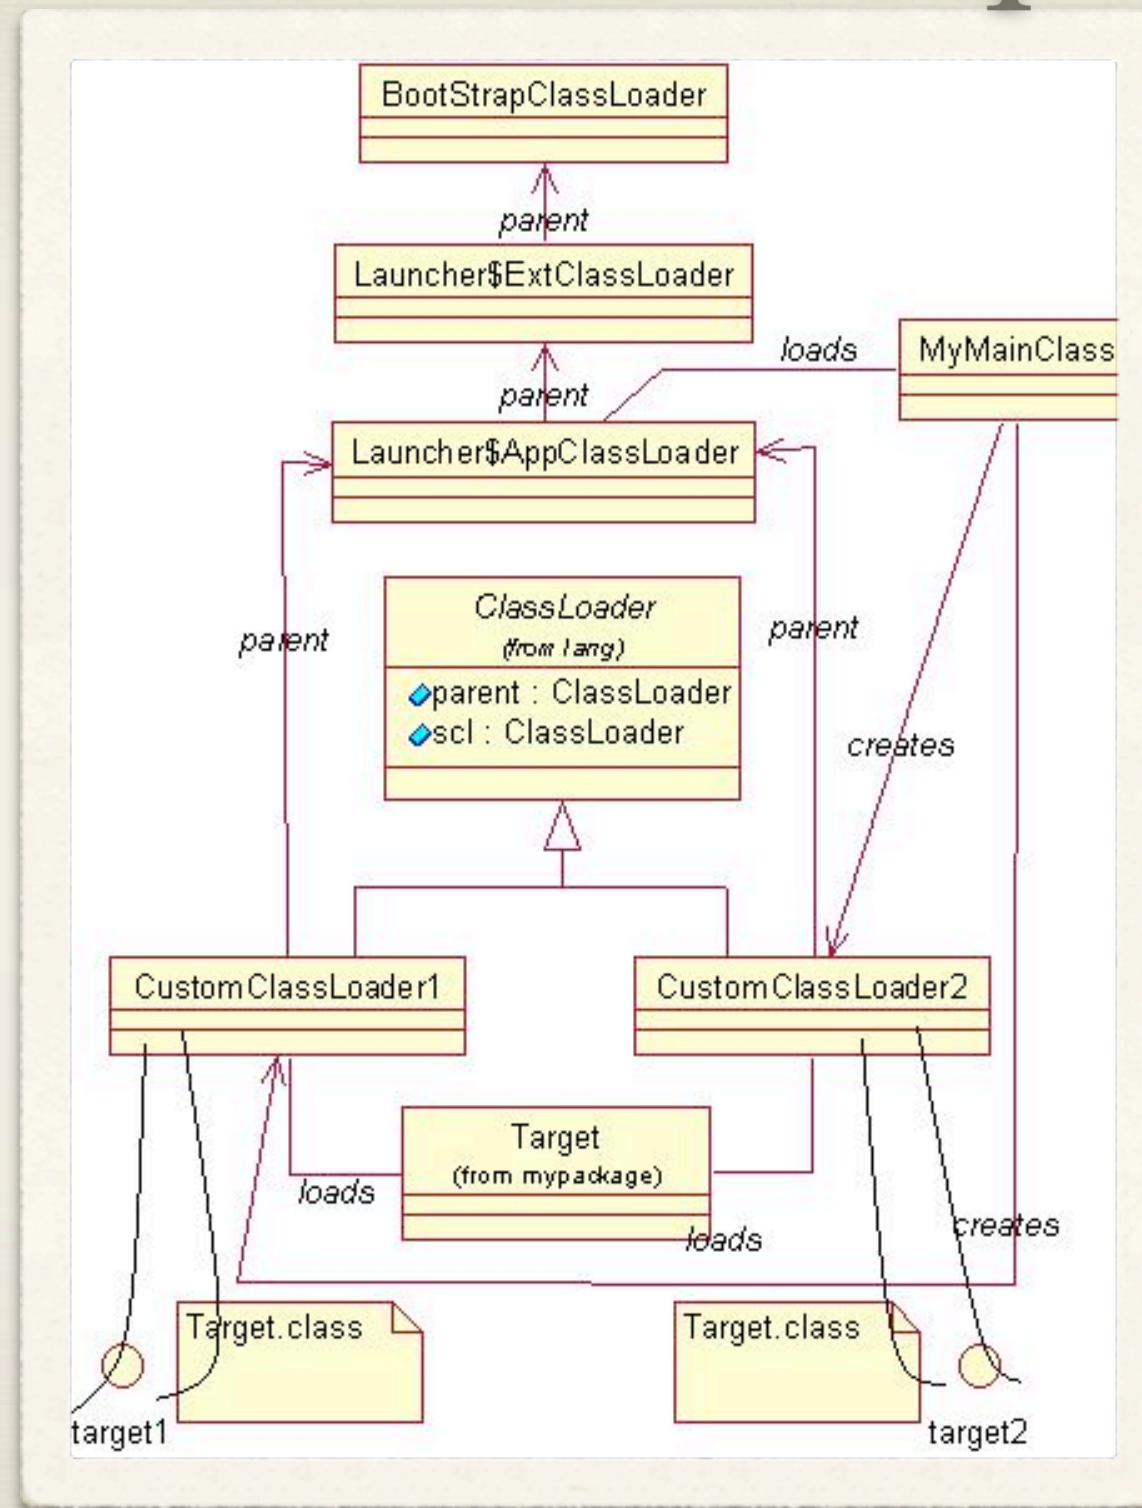 BootStrapClassLoader
parent
Launcher$ExtClassLoader
loads
MyMainClass
parent
Launcher$AppClassLoader
ClassLoader
(from lang)
parent : ClassLoader
scl : ClassLoader
parent
parent
creates
CustomClassLoader1
CustomClassLoader2
Target
(from mypackage)
loads
loads
creates
Target.class
Target.class
target1
target2